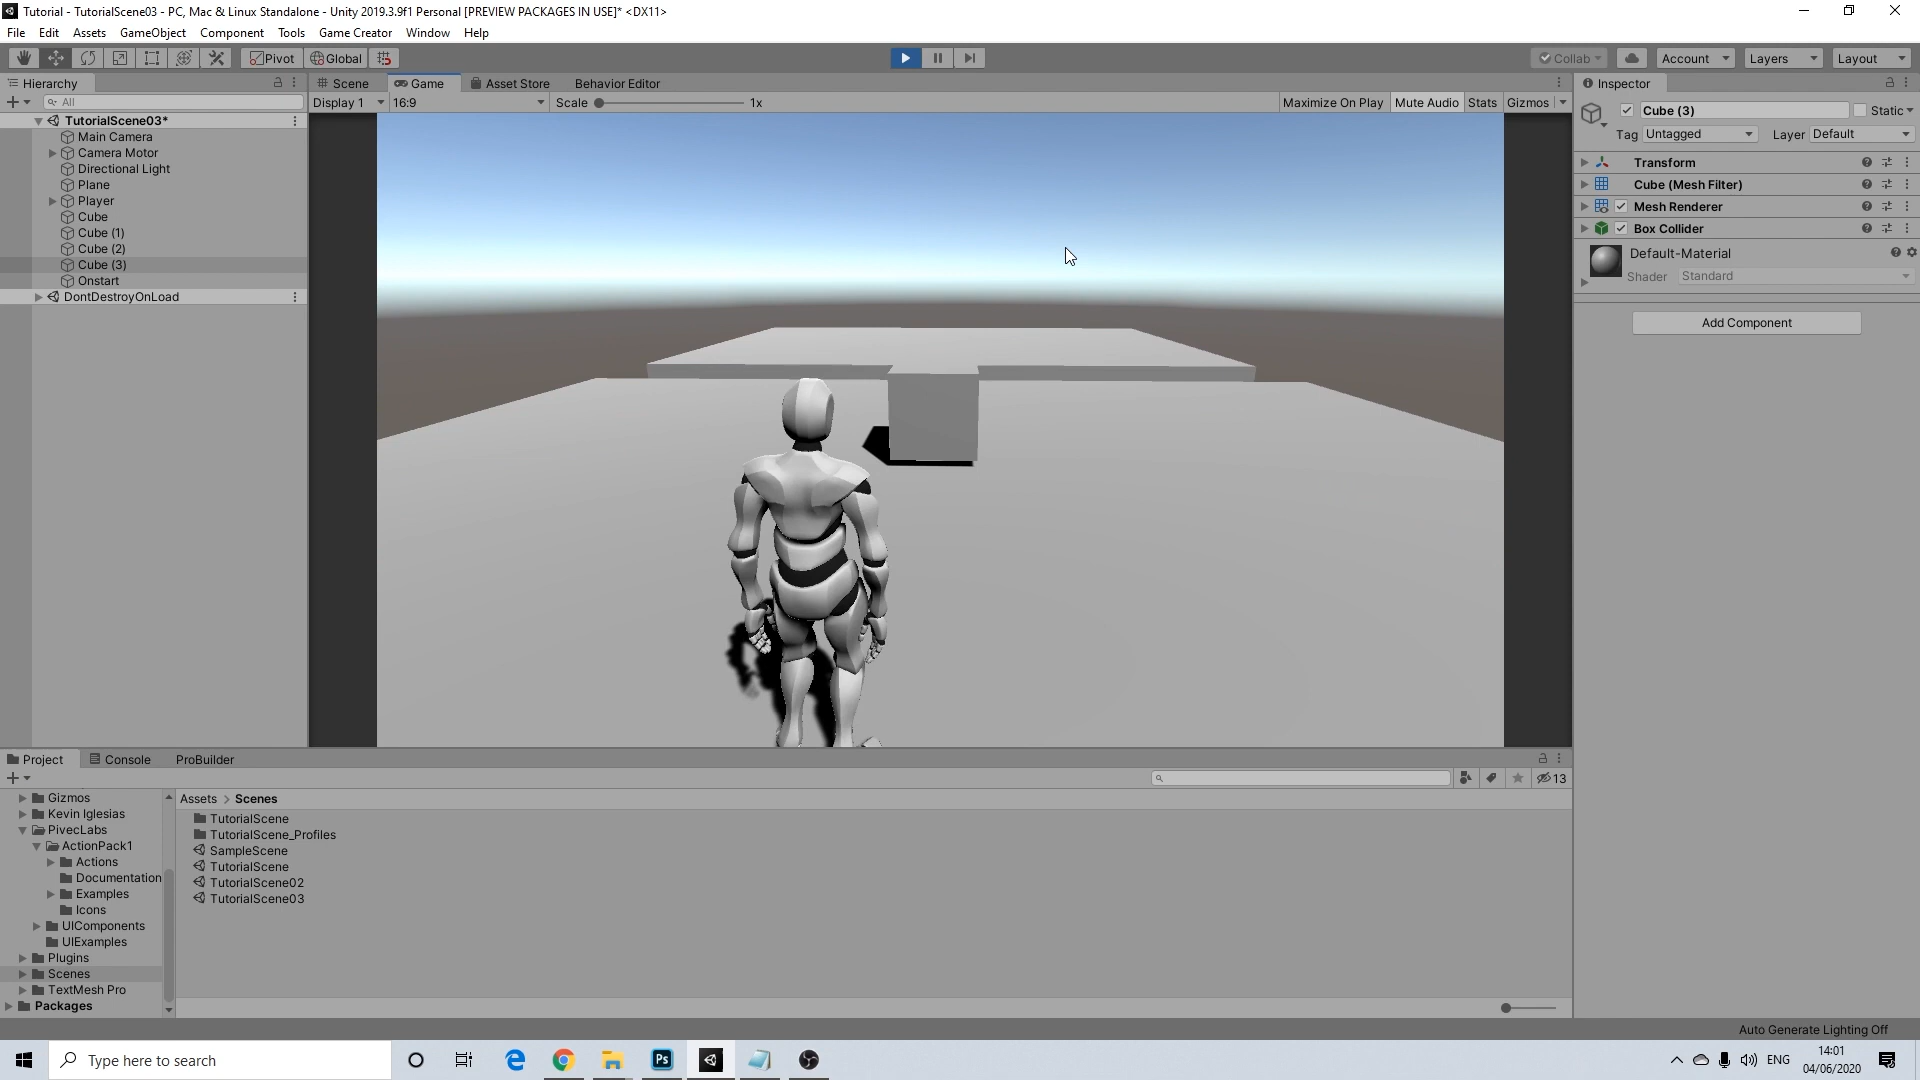 Tutorial - TutorialScene03 - PC, Mac & Linux Standalone - Unity 2019.3.9f1 Personal [PREVIEW PACKAGES IN USE]* <DX11>
File Edit Assets GameObject Component Tools Game Creator Window Help
Pivot Global Collab Account Layers Layout
Hierarchy
All
TutorialScene03*
Main Camera
Camera Motor
Directional Light
Plane
Player
Cube
Cube (1)
Cube (2)
Cube (3)
Onstart
DontDestroyOnLoad
Scene Game Asset Store Behavior Editor
Display 1 16:9 Scale 1x Maximize On Play Mute Audio Stats Gizmos
Inspector
Cube (3) Static
Tag Untagged Layer Default
Transform
Cube (Mesh Filter)
Mesh Renderer
Box Collider
Default-Material
Shader Standard
Add Component
Project Console ProBuilder
13
Gizmos
Kevin Iglesias
PivecLabs
ActionPack1
Actions
Documentation
Examples
Icons
UIComponents
UIExamples
Plugins
Scenes
TextMesh Pro
Packages
Assets > Scenes
TutorialScene
TutorialScene_Profiles
SampleScene
TutorialScene
TutorialScene02
TutorialScene03
Auto Generate Lighting Off
Type here to search
Ps
ENG
14:01
04/06/2020